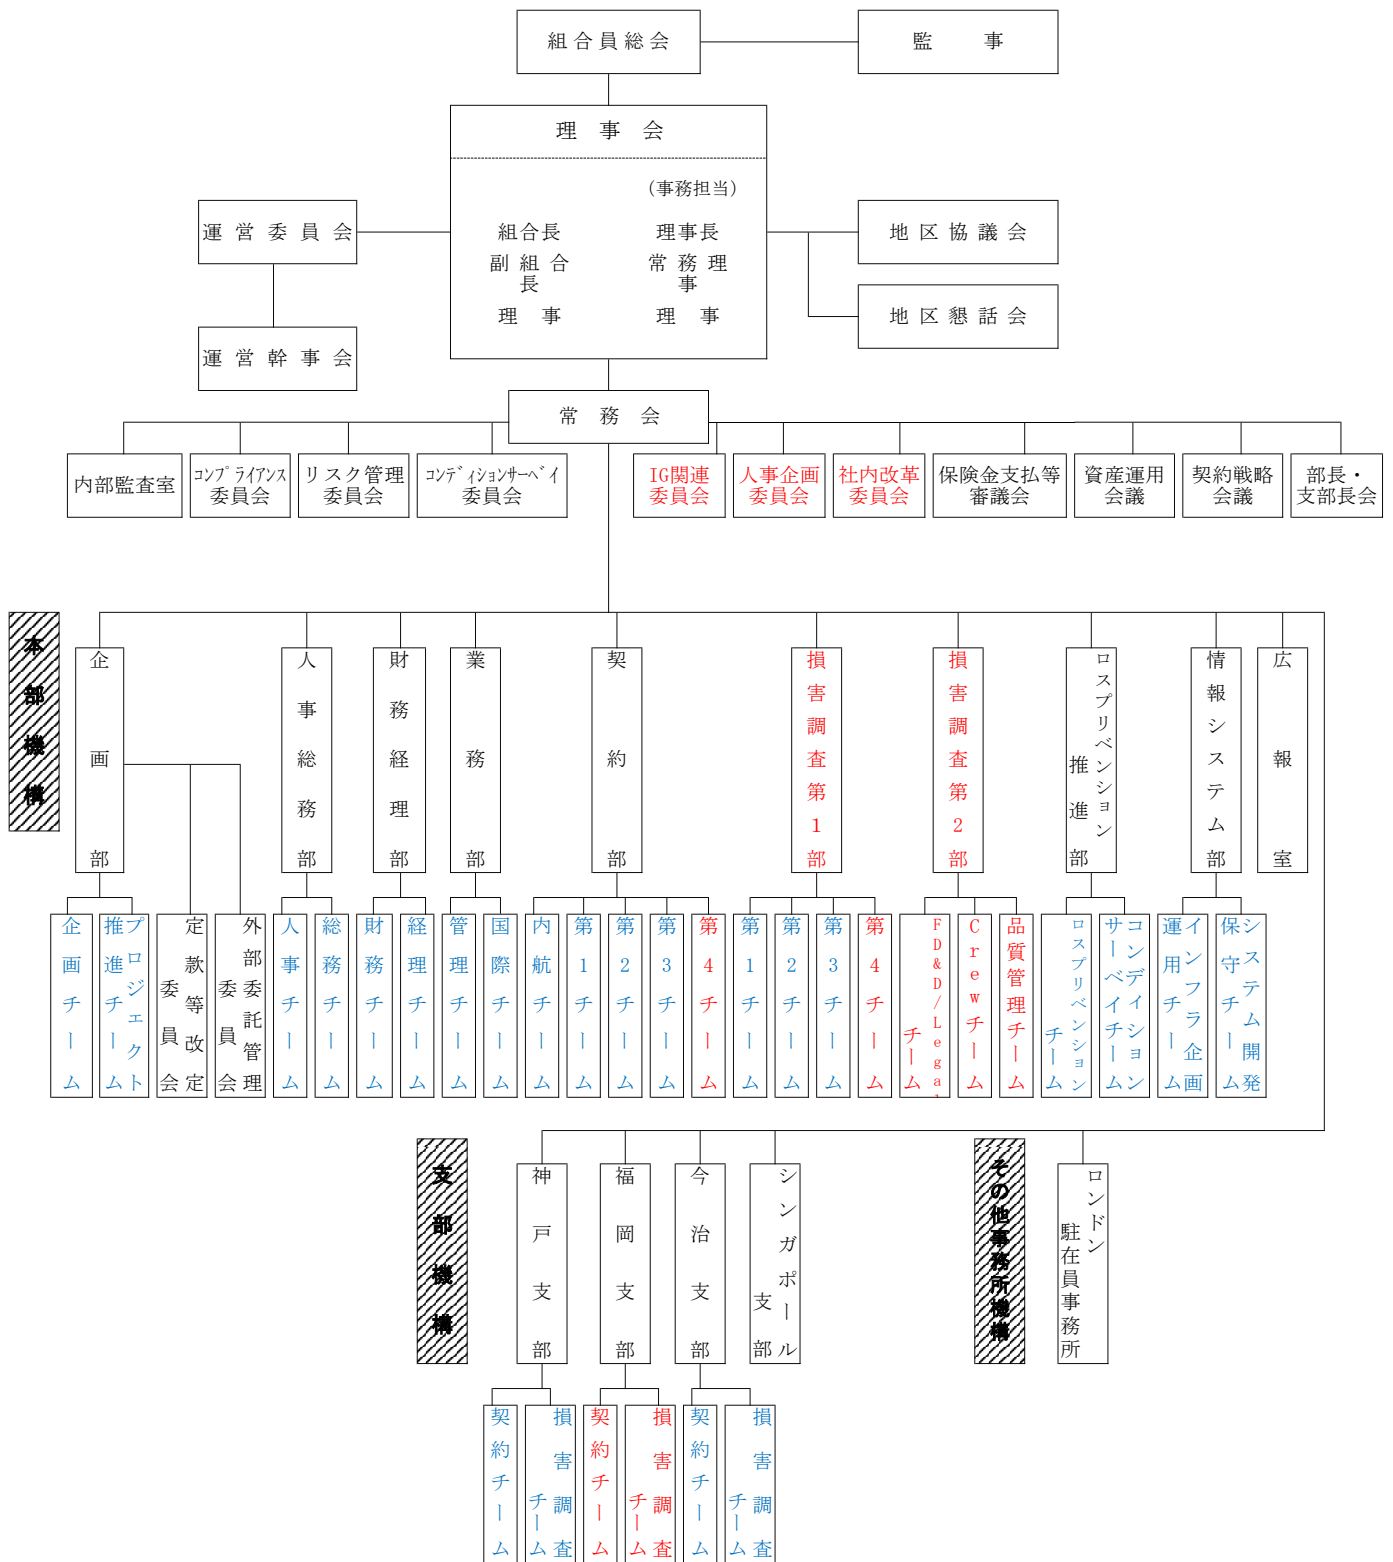 組合員総会
監事
理事会
(事務担当)
組合長
理事長
副組合長
常務理事
理事
理事
運営委員会
運営幹事会
地区協議会
地区懇話会
常務会
内部監査室
コンプライアンス
委員会
リスク管理
委員会
コンディションサーベイ
委員会
IG関連
委員会
人事企画
委員会
社内改革
委員会
保険金支払等
審議会
資産運用
会議
契約戦略
会議
部長・
支部長会
本部機構
企画部
人事総務部
財務経理部
業務部
契約部
損害調査第1部
損害調査第2部
ロスプリベンション
推進部
情報システム部
広報室
企画チーム
プロジェクト
推進チーム
定款等改定
委員会
外部委託管理
委員会
人事チーム
総務チーム
財務チーム
経理チーム
管理チーム
国際チーム
内航チーム
第1チーム
第2チーム
第3チーム
第4チーム
第1チーム
第2チーム
第3チーム
第4チーム
FD&D/Legal
チーム
Crewチーム
品質管理チーム
ロスプリベンション
チーム
コンディション
サーベイチーム
インフラ企画
運用チーム
システム開発
保守チーム
支部機構
神戸支部
福岡支部
今治支部
シンガポール
支部
その他事務所機構
ロンドン
駐在員事務所
契約チーム
損害調査
チーム
契約チーム
損害調査
チーム
契約チーム
損害調査
チーム